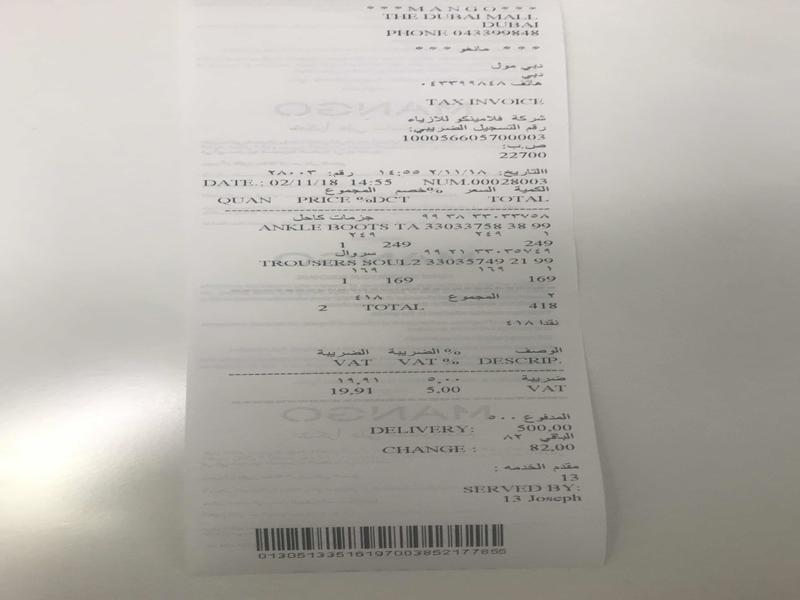 ***MANGO***
THE DUBAI MALL
DUBAI
PHONE 043399848
*** مانغو ***
دبي مول
دبي
هاتف ٠٤٣٣٩٩٨٤٨
TAX INVOICE
شركة فلامينكو للازياء
رقم التسجيل الضريبي:
100056605700003
ص.ب:
22700
التاريخ: ٢/١١/١٨ ١٤:٥٥ رقم: ٢٨٠٠٣
DATE.: 02/11/18 14:55 NUM.00028003
الكمية السعر %خصم المجموع
QUAN PRICE %DCT TOTAL
جزمات كاحل ٣٣٠٣٣٧٥٨ ٣٨ ٩٩
ANKLE BOOTS TA 33033758 38 99
١ ٢٤٩ ٢٤٩
1 249 249
سروال ٣٣٠٣٥٧٤٩ ٢١ ٩٩
TROUSERS SOUL2 33035749 21 99
١ ١٦٩ ١٦٩
1 169 169
٢ المجموع ٤١٨
2 TOTAL 418
نقدا ٤١٨
الوصف %الضريبة الضريبة
VAT VAT % DESCRIP.
ضريبة ٥,٠٠ ١٩,٩١
19,91 5,00 VAT
المدفوع ٥٠٠
DELIVERY: 500,00
الباقي ٨٢
CHANGE : 82,00
مقدم الخدمه :
13
SERVED BY:
13 Joseph
0130513351619700385217785​5